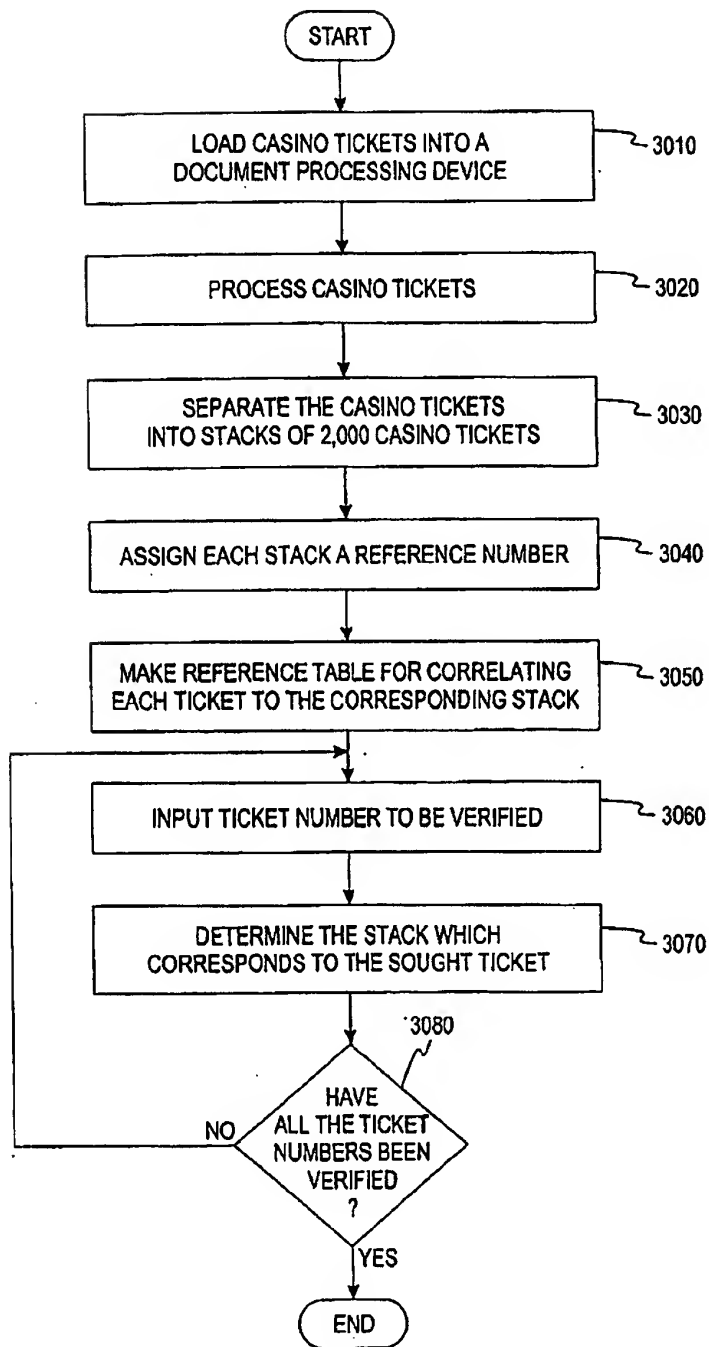 START
LOAD CASINO TICKETS INTO A
DOCUMENT PROCESSING DEVICE
3010
PROCESS CASINO TICKETS
3020
SEPARATE THE CASINO TICKETS
INTO STACKS OF 2,000 CASINO TICKETS
3030
ASSIGN EACH STACK A REFERENCE NUMBER
3040
MAKE REFERENCE TABLE FOR CORRELATING
EACH TICKET TO THE CORRESPONDING STACK
3050
INPUT TICKET NUMBER TO BE VERIFIED
3060
DETERMINE THE STACK WHICH
CORRESPONDS TO THE SOUGHT TICKET
3070
3080
HAVE
ALL THE TICKET
NUMBERS BEEN
VERIFIED
?
NO
YES
END